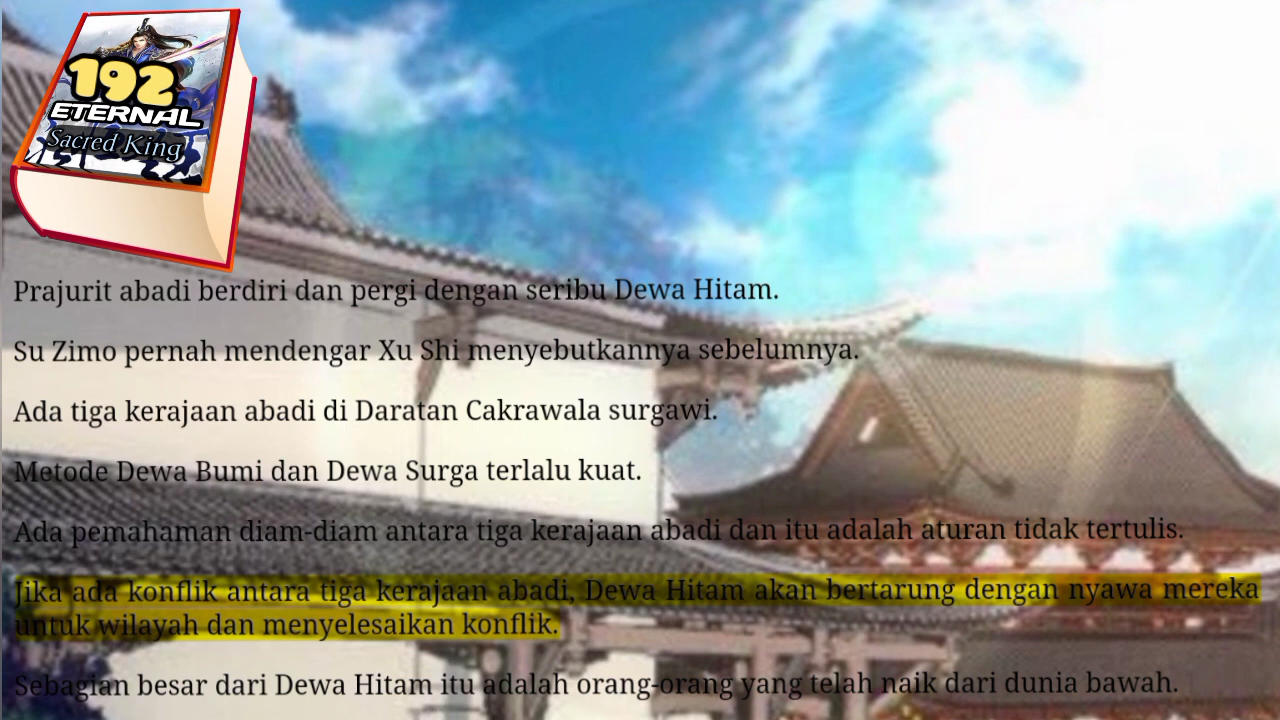 192
ETERNAL
Sacred King
Prajurit abadi berdiri dan pergi dengan seribu Dewa Hitam.
Su Zimo pernah mendengar Xu Shi menyebutkannya sebelumnya.
Ada tiga kerajaan abadi di Daratan Cakrawala surgawi.
Metode Dewa Bumi dan Dewa Surga terlalu kuat.
Ada pemahaman diam-diam antara tiga kerajaan abadi dan itu adalah aturan tidak tertulis.
Jika ada konflik antara tiga kerajaan abadi, Dewa Hitam akan bertarung dengan nyawa mereka
untuk wilayah dan menyelesaikan konflik.
Sebagian besar dari Dewa Hitam itu adalah orang-orang yang telah naik dari dunia bawah.